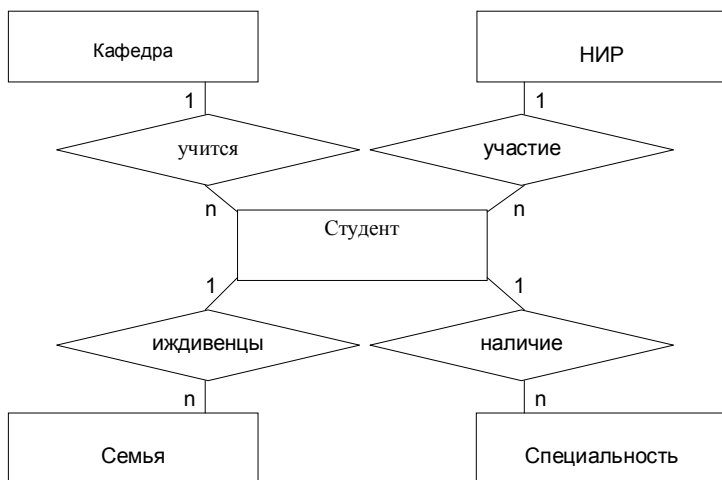 Кафедра
НИР
1
1
учится
участие
n
n
Студент
1
1
иждивенцы
наличие
n
n
Семья
Специальность